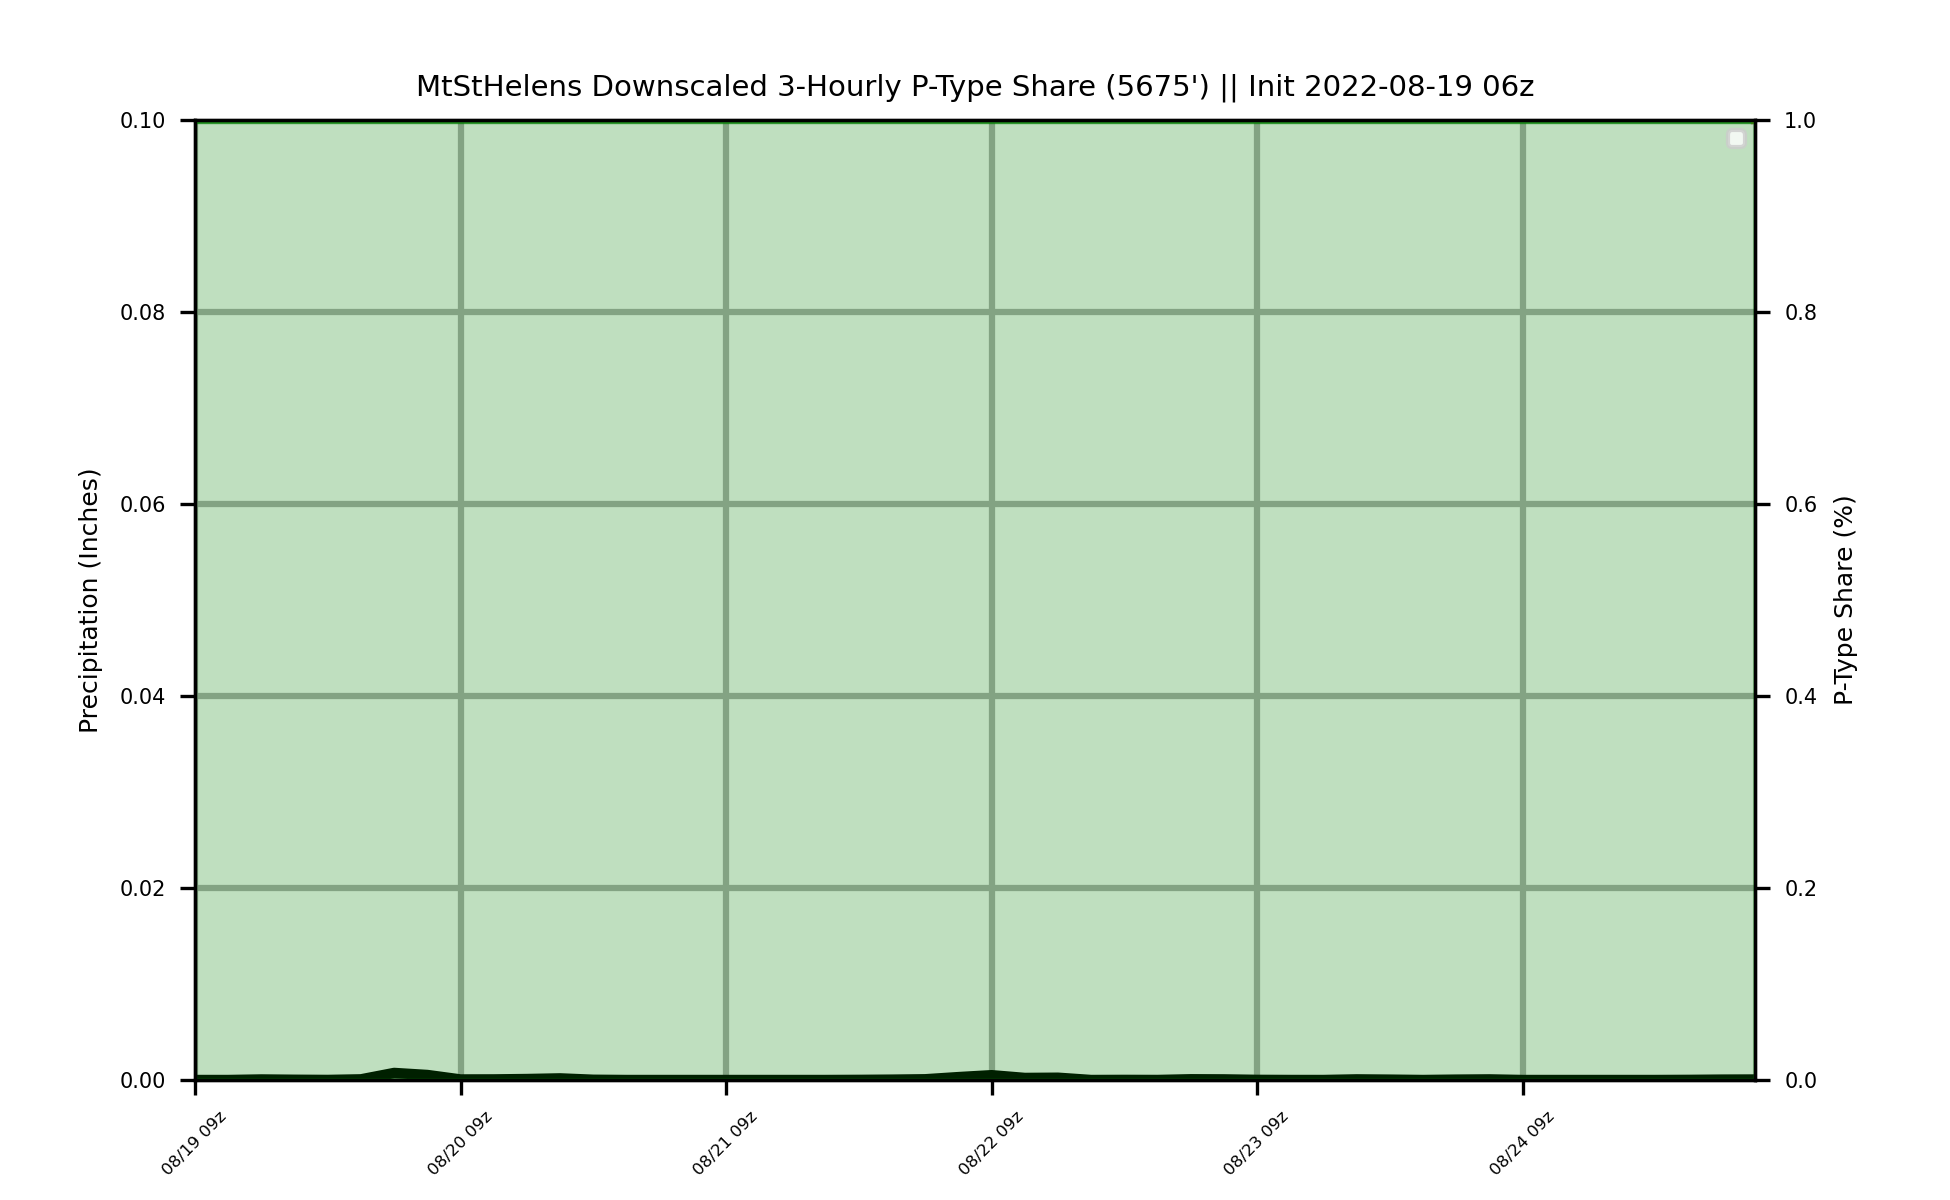 MtStHelens Downscaled 3-Hourly P-Type Share (5675') || Init 2022-08-19 06z
Precipitation (Inches)
0.10
0.08
0.06
0.04
0.02
0.00
1.0
0.8
0.6
0.4
0.2
0.0
P-Type Share (%)
08/19 09z
08/20 09z
08/21 09z
08/22 09z
08/23 09z
08/24 09z